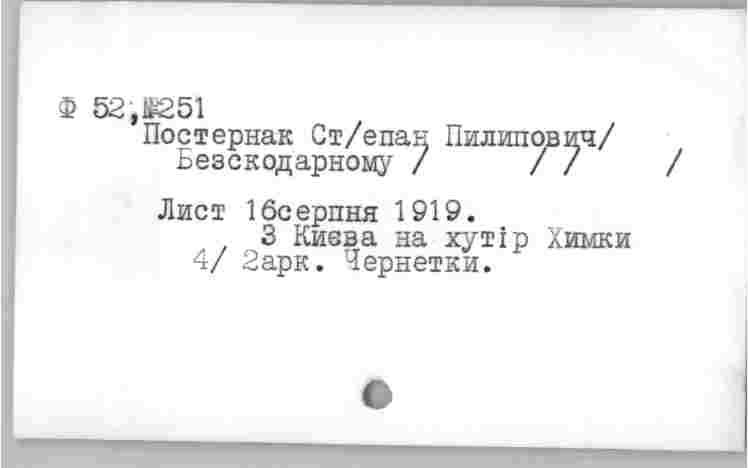 Ф 52,№251
Постернак Ст/епан Пилипович/
Безскодарному / / / /
Лист 16серпня 1919.
З Києва на хутір Химки
4/ 2арк. Чернетки.